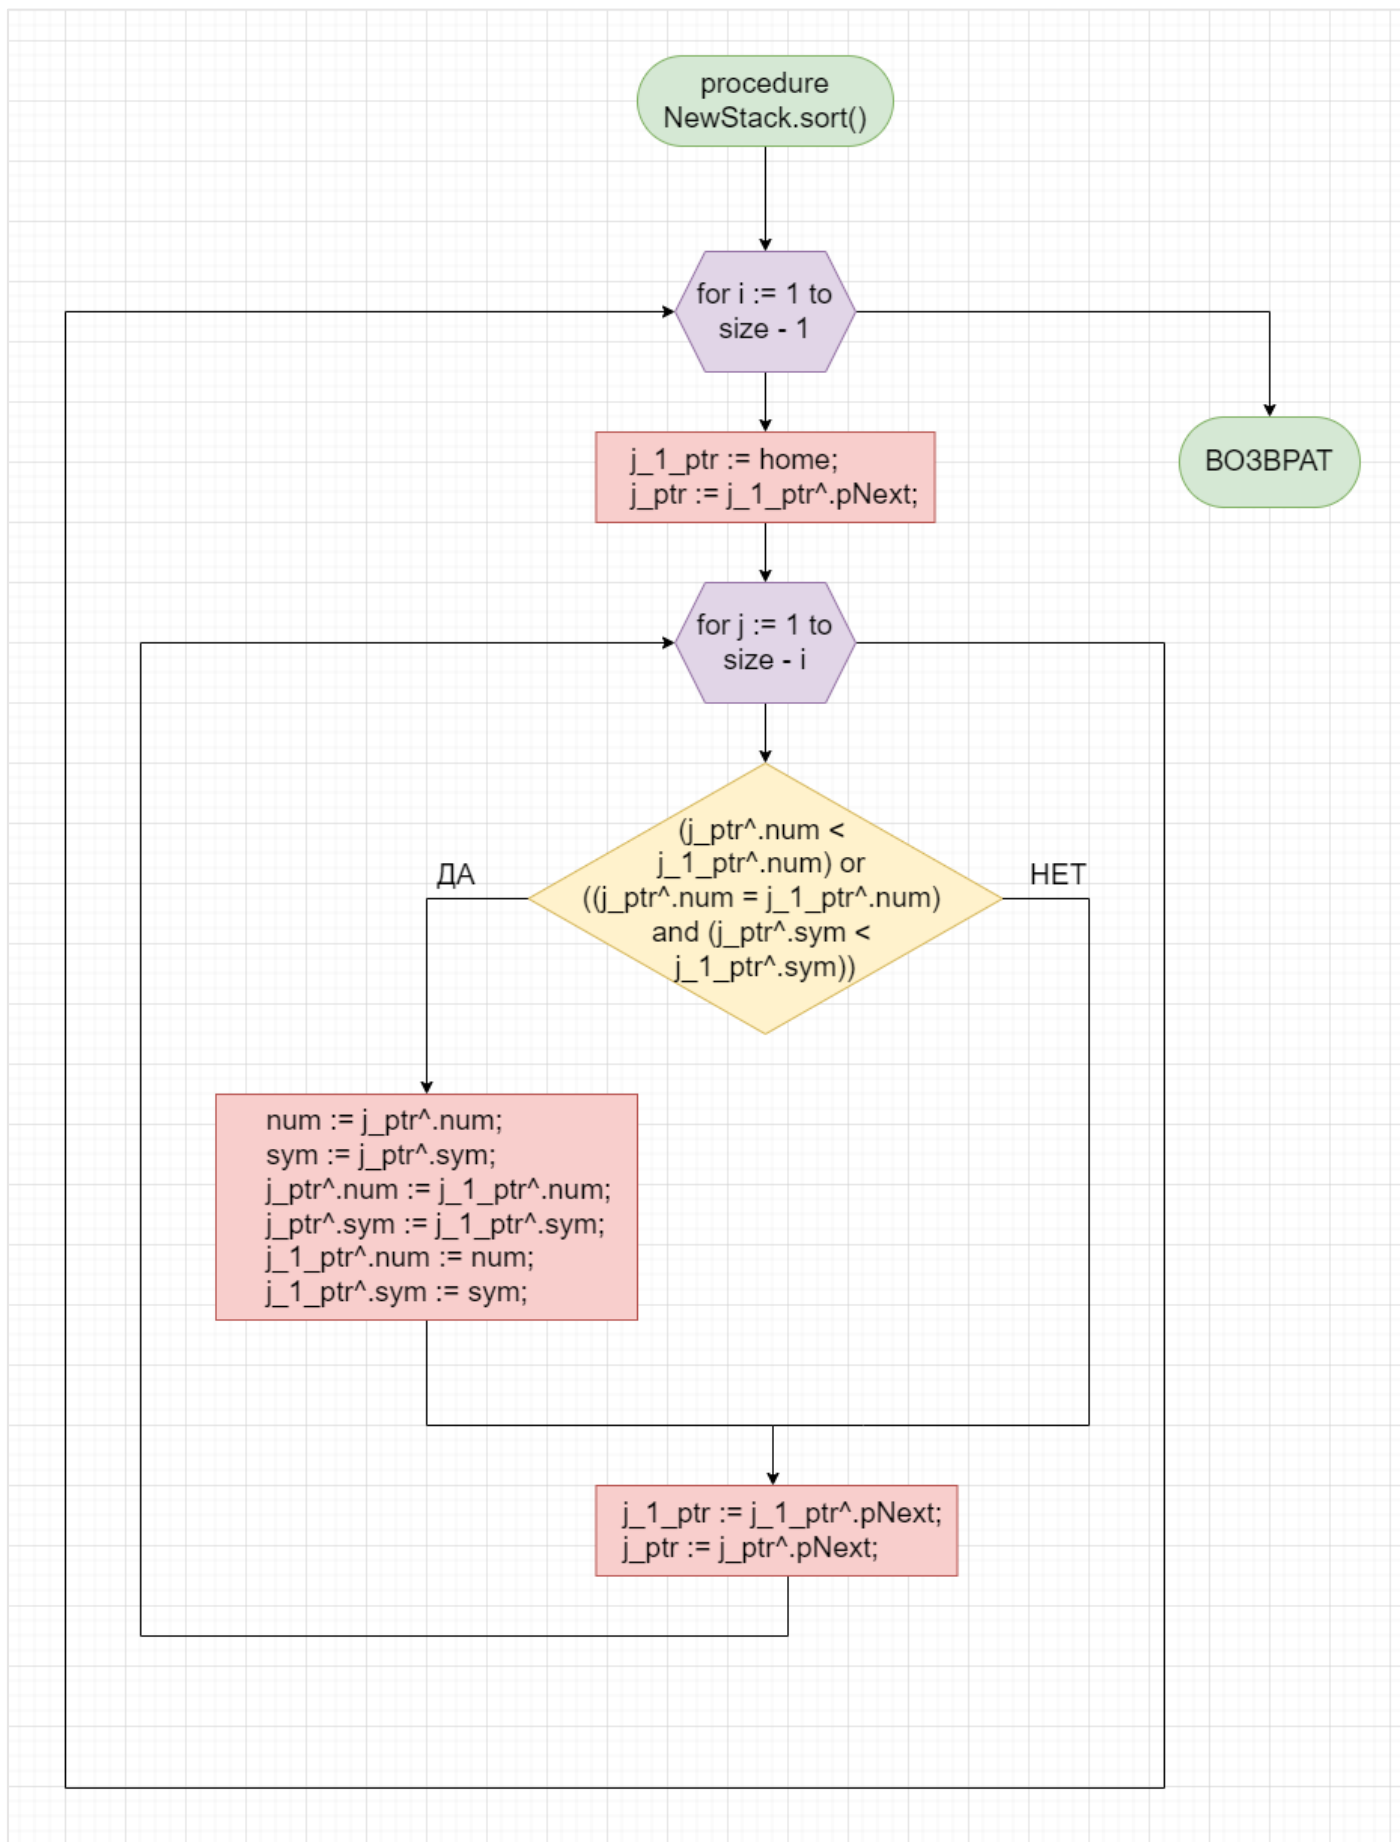 procedure
NewStack.sort()
for i := 1 to
size - 1
j_1_ptr := home;
j_ptr := j_1_ptr^.pNext;
ВОЗВРАТ
for j := 1 to
size - i
(j_ptr^.num <
j_1_ptr^.num) or
((j_ptr^.num = j_1_ptr^.num)
and (j_ptr^.sym <
j_1_ptr^.sym))
ДА
НЕТ
num := j_ptr^.num;
sym := j_ptr^.sym;
j_ptr^.num := j_1_ptr^.num;
j_ptr^.sym := j_1_ptr^.sym;
j_1_ptr^.num := num;
j_1_ptr^.sym := sym;
j_1_ptr := j_1_ptr^.pNext;
j_ptr := j_ptr^.pNext;